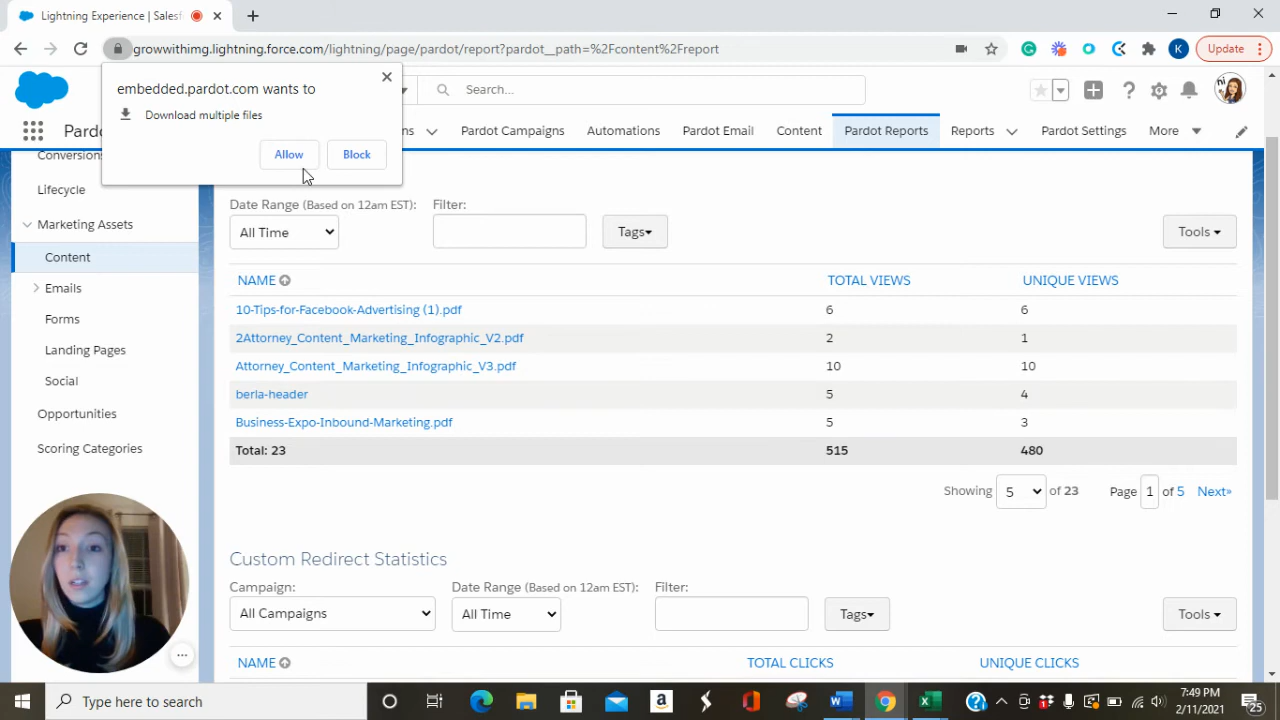 Lightning Experience | Salesf
growwithimg.lightning.force.com/lightning/page/pardot/report?pardot__path=%2Fcontent%2Freport
K
Update
embedded.pardot.com wants to
Download multiple files
Allow
Block
Search...
hi
Pardo
ns
Pardot Campaigns
Automations
Pardot Email
Content
Pardot Reports
Reports
Pardot Settings
More
Conversions
Lifecycle
Marketing Assets
Content
Emails
Forms
Landing Pages
Social
Opportunities
Scoring Categories
Date Range (Based on 12am EST):
Filter:
All Time
Tags
Tools
NAME
TOTAL VIEWS
UNIQUE VIEWS
10-Tips-for-Facebook-Advertising (1).pdf
6
6
2Attorney_Content_Marketing_Infographic_V2.pdf
2
1
Attorney_Content_Marketing_Infographic_V3.pdf
10
10
berla-header
5
4
Business-Expo-Inbound-Marketing.pdf
5
3
Total: 23
515
480
Showing 5 of 23
Page 1 of 5 Next»
Custom Redirect Statistics
Campaign:
Date Range (Based on 12am EST):
Filter:
All Campaigns
All Time
Tags
Tools
NAME
TOTAL CLICKS
UNIQUE CLICKS
Type here to search
7:49 PM
2/11/2021
25